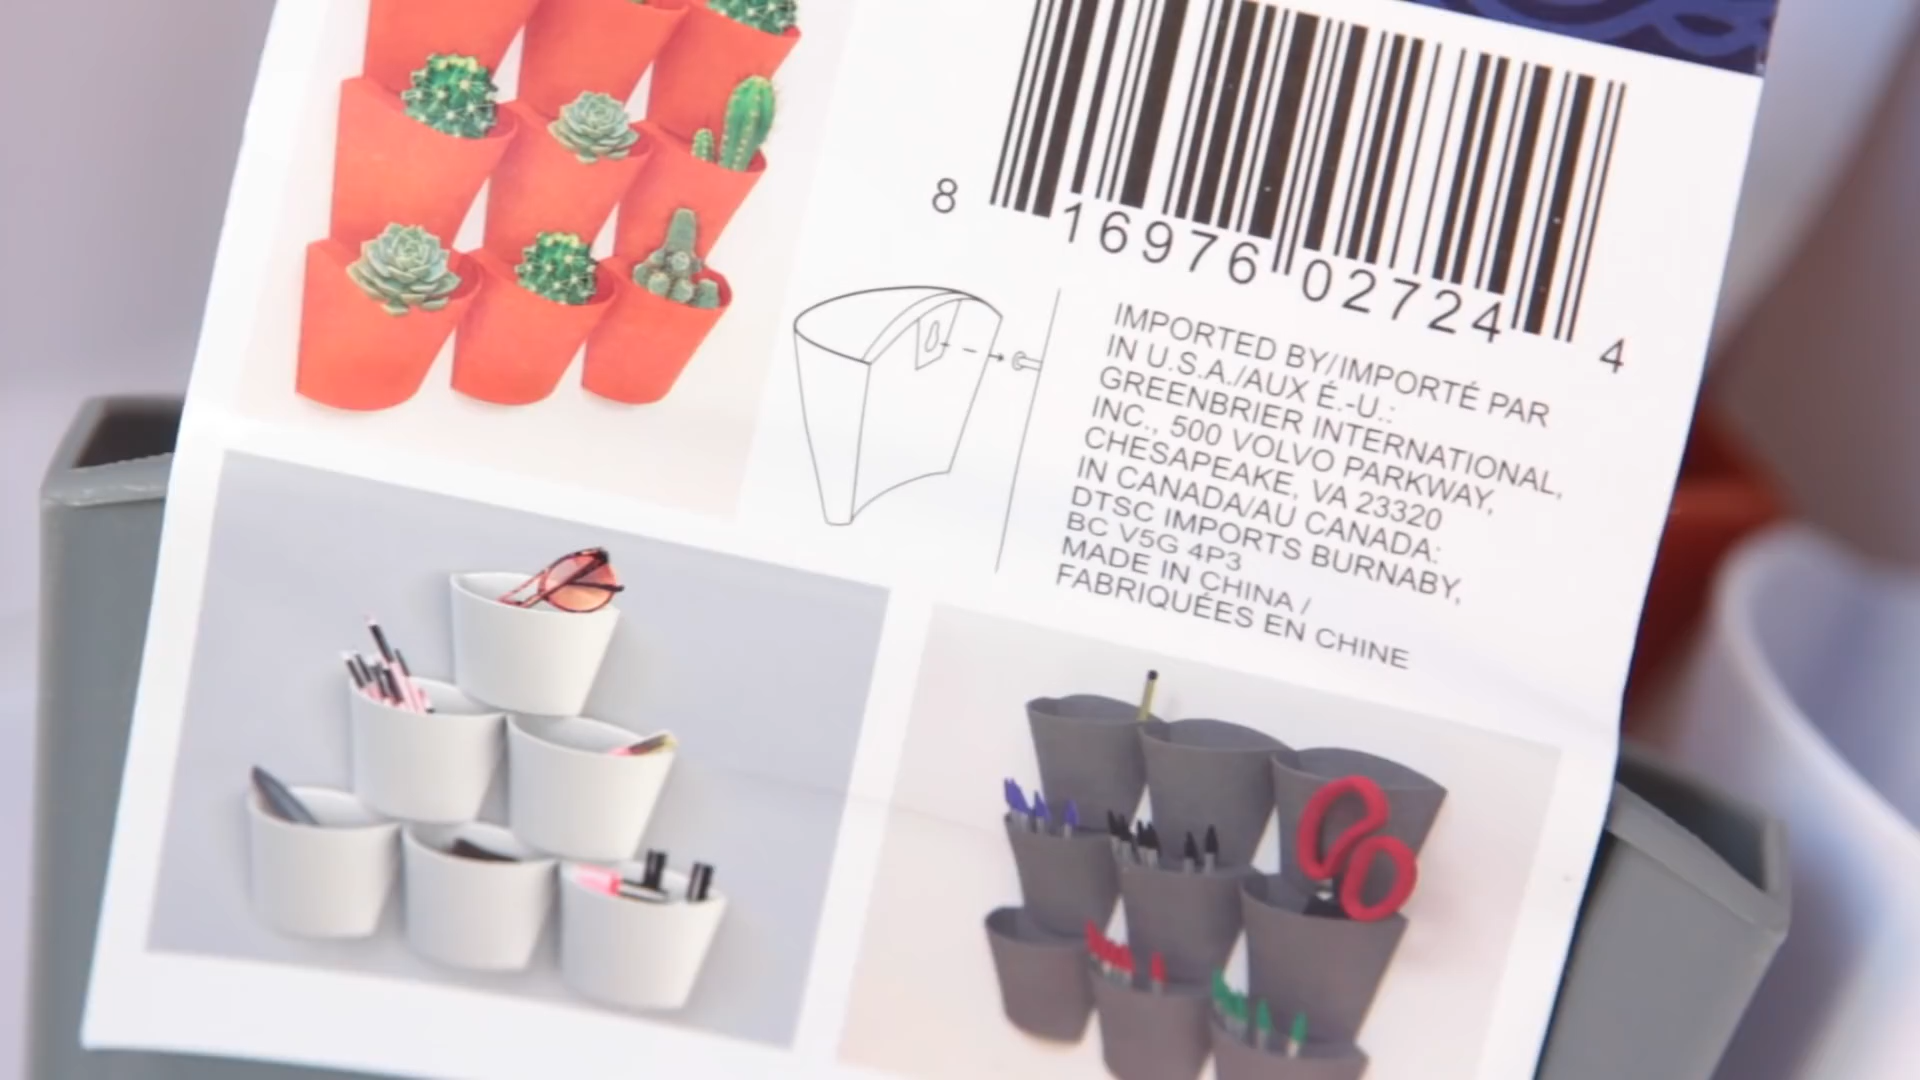 8 16976 02724 4
IMPORTED BY/IMPORTÉ PAR
IN U.S.A./AUX É.-U.:
GREENBRIER INTERNATIONAL,
INC., 500 VOLVO PARKWAY,
CHESAPEAKE, VA 23320
IN CANADA/AU CANADA:
DTSC IMPORTS BURNABY,
BC V5G 4P3
MADE IN CHINA /
FABRIQUÉES EN CHINE